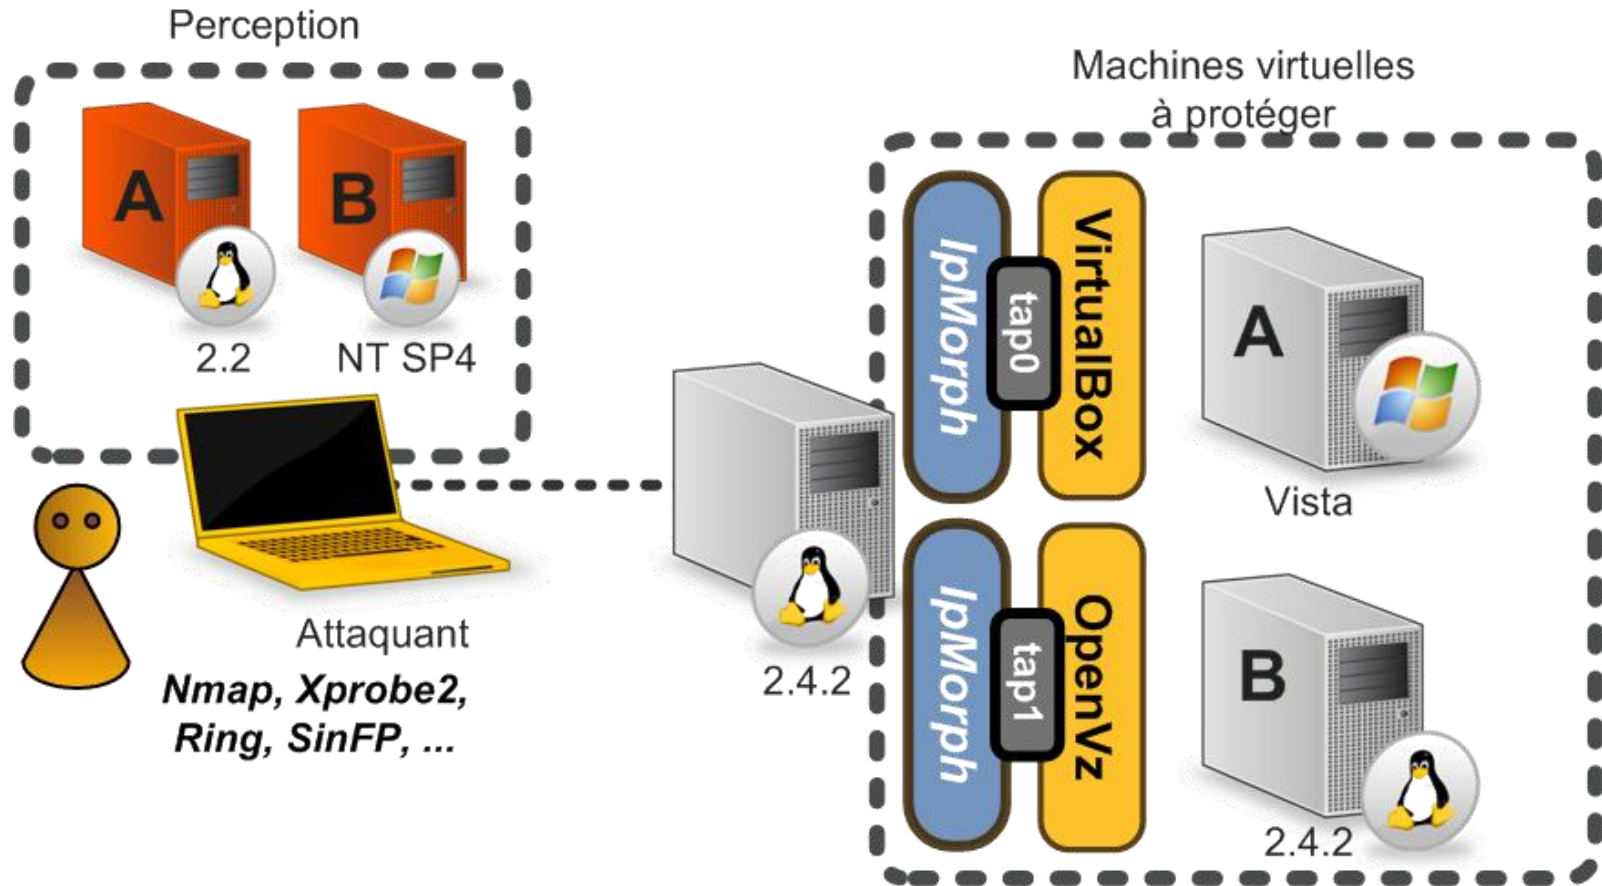 Perception
A
B
2.2
NT SP4
Attaquant
Nmap, Xprobe2,
Ring, SinFP, ...
2.4.2
Machines virtuelles
à protéger
IpMorph
tap0
VirtualBox
A
Vista
IpMorph
tap1
OpenVz
B
2.4.2